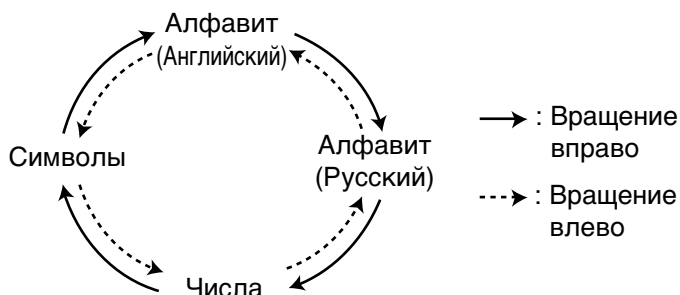 Алфавит
(Английский)
Символы
Алфавит
(Русский)
Числа
: Вращение
вправо
: Вращение
влево